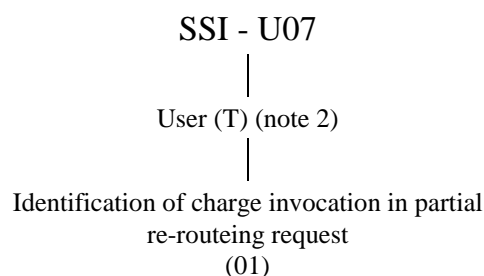 SSI - U07
User (T) (note 2)
Identification of charge invocation in partial
re-routeing request
(01)